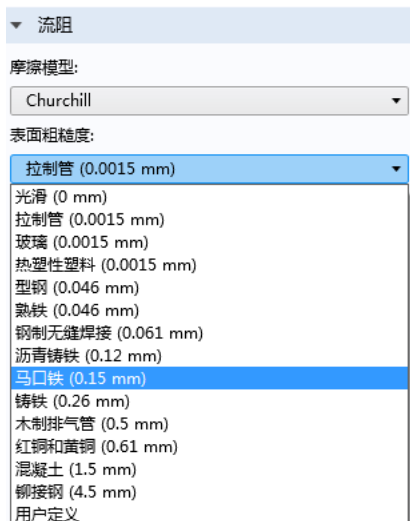 流阻
摩擦模型:
Churchill
表面粗糙度:
拉制管 (0.0015 mm)
光滑 (0 mm)
拉制管 (0.0015 mm)
玻璃 (0.0015 mm)
热塑性塑料 (0.0015 mm)
型钢 (0.046 mm)
熟铁 (0.046 mm)
钢制无缝焊接 (0.061 mm)
沥青铸铁 (0.12 mm)
马口铁 (0.15 mm)
铸铁 (0.26 mm)
木制排气管 (0.5 mm)
红铜和黄铜 (0.61 mm)
混凝土 (1.5 mm)
铆接钢 (4.5 mm)
用户定义